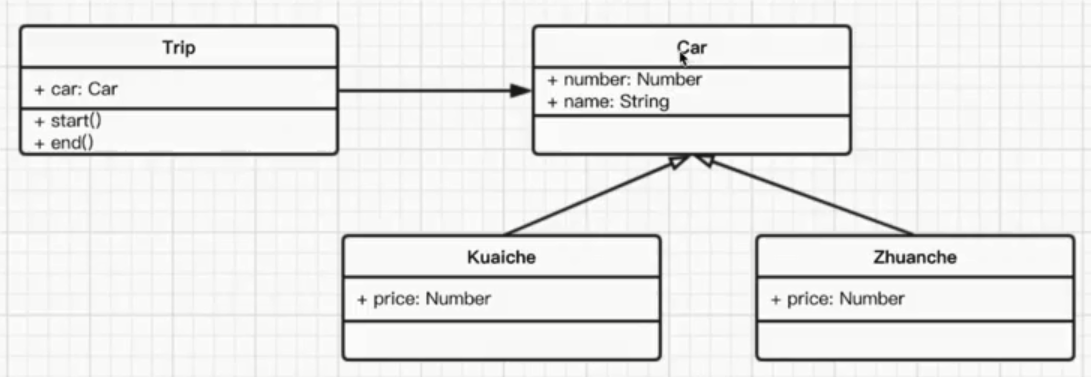 Trip
+ car: Car
+ start()
+ end()
Car
+ number: Number
+ name: String
Kuaiche
+ price: Number
Zhuanche
+ price: Number